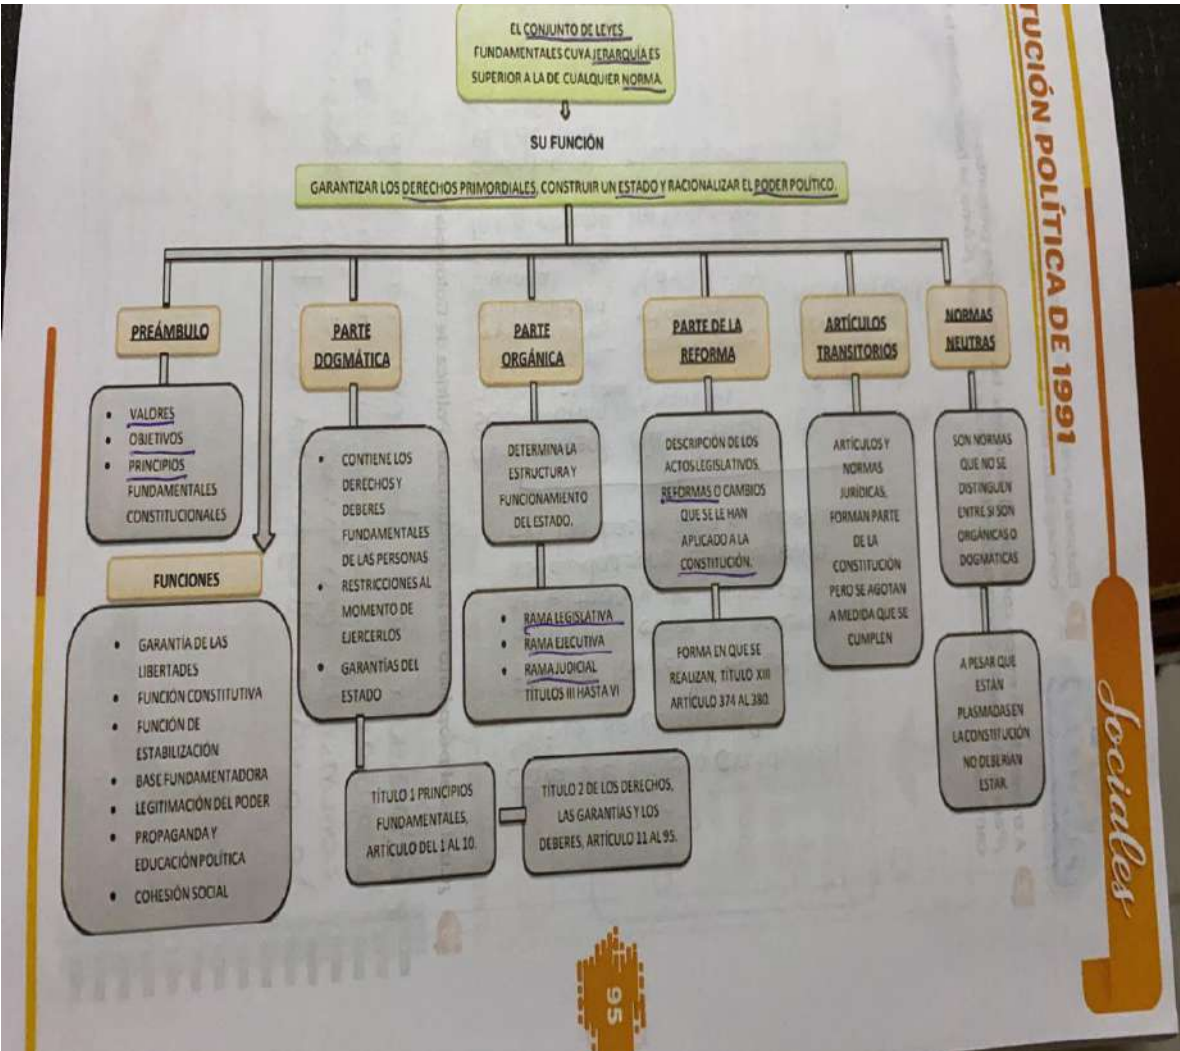 EL CONJUNTO DE LEYES
FUNDAMENTALES CUYA JERARQUÍA ES
SUPERIOR A LA DE CUALQUIER NORMA.
SU FUNCIÓN
GARANTIZAR LOS DERECHOS PRIMORDIALES, CONSTRUIR UN ESTADO Y RACIONALIZAR EL PODER POLÍTICO.
PREÁMBULO
• VALORES
• OBJETIVOS
• PRINCIPIOS
FUNDAMENTALES
CONSTITUCIONALES
FUNCIONES
• GARANTÍA DE LAS
LIBERTADES
• FUNCIÓN CONSTITUTIVA
• FUNCIÓN DE
ESTABILIZACIÓN
• BASE FUNDAMENTADORA
• LEGITIMACIÓN DEL PODER
• PROPAGANDA Y
EDUCACIÓN POLÍTICA
• COHESIÓN SOCIAL
PARTE
DOGMÁTICA
• CONTIENE LOS
DERECHOS Y
DEBERES
FUNDAMENTALES
DE LAS PERSONAS
• RESTRICCIONES AL
MOMENTO DE
EJERCERLOS
• GARANTÍAS DEL
ESTADO
TÍTULO 1 PRINCIPIOS
FUNDAMENTALES,
ARTÍCULO DEL 1 AL 10.
TÍTULO 2 DE LOS DERECHOS,
LAS GARANTÍAS Y LOS
DEBERES, ARTÍCULO 11 AL 95.
PARTE
ORGÁNICA
DETERMINA LA
ESTRUCTURA Y
FUNCIONAMIENTO
DEL ESTADO.
• RAMA LEGISLATIVA
• RAMA EJECUTIVA
• RAMA JUDICIAL
TÍTULOS III HASTA VI
PARTE DE LA
REFORMA
DESCRIPCIÓN DE LOS
ACTOS LEGISLATIVOS,
REFORMAS O CAMBIOS
QUE SE LE HAN
APLICADO A LA
CONSTITUCIÓN.
FORMA EN QUE SE
REALIZAN, TÍTULO XIII
ARTÍCULO 374 AL 380.
ARTÍCULOS
TRANSITORIOS
ARTÍCULOS Y
NORMAS
JURÍDICAS,
FORMAN PARTE
DE LA
CONSTITUCIÓN
PERO SE AGOTAN
A MEDIDA QUE SE
CUMPLEN
NORMAS
NEUTRAS
SON NORMAS
QUE NO SE
DISTINGUEN
ENTRE SI SON
ORGÁNICAS O
DOGMÁTICAS
A PESAR QUE
ESTÁN
PLASMADAS EN
LA CONSTITUCIÓN
NO DEBERÍAN
ESTAR.
TUCIÓN POLÍTICA DE 1991
Sociales
95